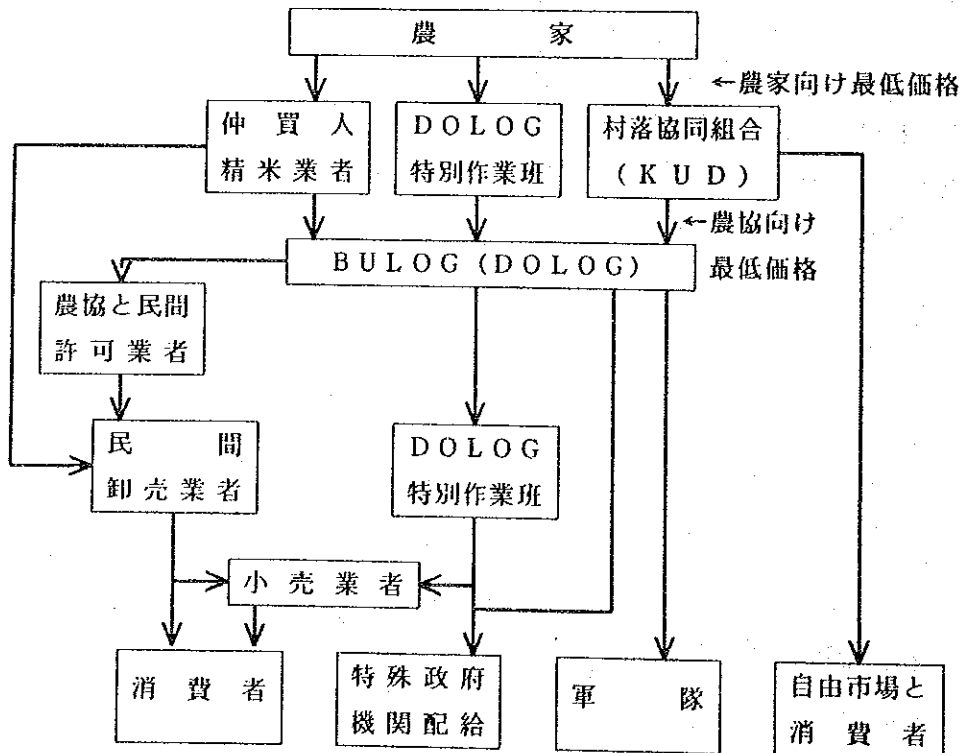 農家
←農家向け最低価格
仲買人
精米業者
DOLOG
特別作業班
村落協同組合
(KUD)
←農協向け
最低価格
BULOG(DOLOG)
農協と民間
許可業者
民間
卸売業者
DOLOG
特別作業班
小売業者
消費者
特殊政府
機関配給
軍隊
自由市場と
消費者